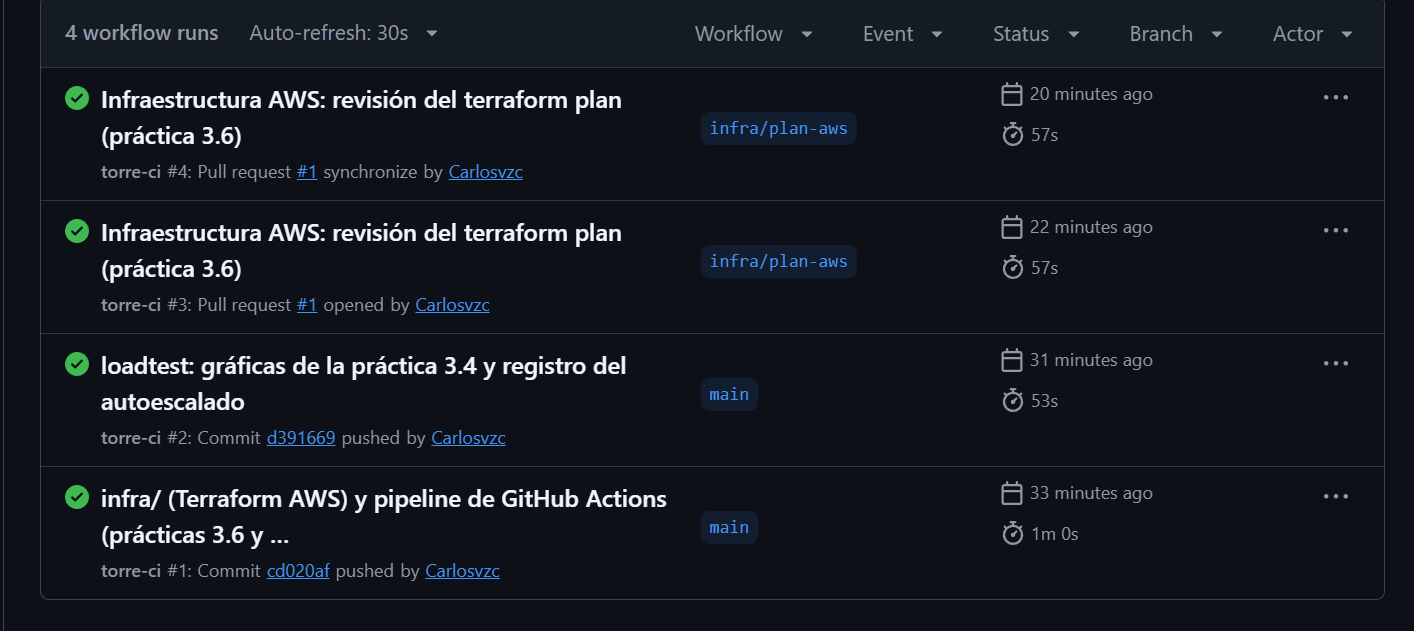 4 workflow runs Auto-refresh: 30s Workflow Event Status Branch Actor
Infraestructura AWS: revisión del terraform plan
(práctica 3.6)
torre-ci #4: Pull request #1 synchronize by Carlosvzc
infra/plan-aws
20 minutes ago
57s
Infraestructura AWS: revisión del terraform plan
(práctica 3.6)
torre-ci #3: Pull request #1 opened by Carlosvzc
infra/plan-aws
22 minutes ago
57s
loadtest: gráficas de la práctica 3.4 y registro del
autoescalado
torre-ci #2: Commit d391669 pushed by Carlosvzc
main
31 minutes ago
53s
infra/ (Terraform AWS) y pipeline de GitHub Actions
(prácticas 3.6 y ...
torre-ci #1: Commit cd020af pushed by Carlosvzc
main
33 minutes ago
1m 0s